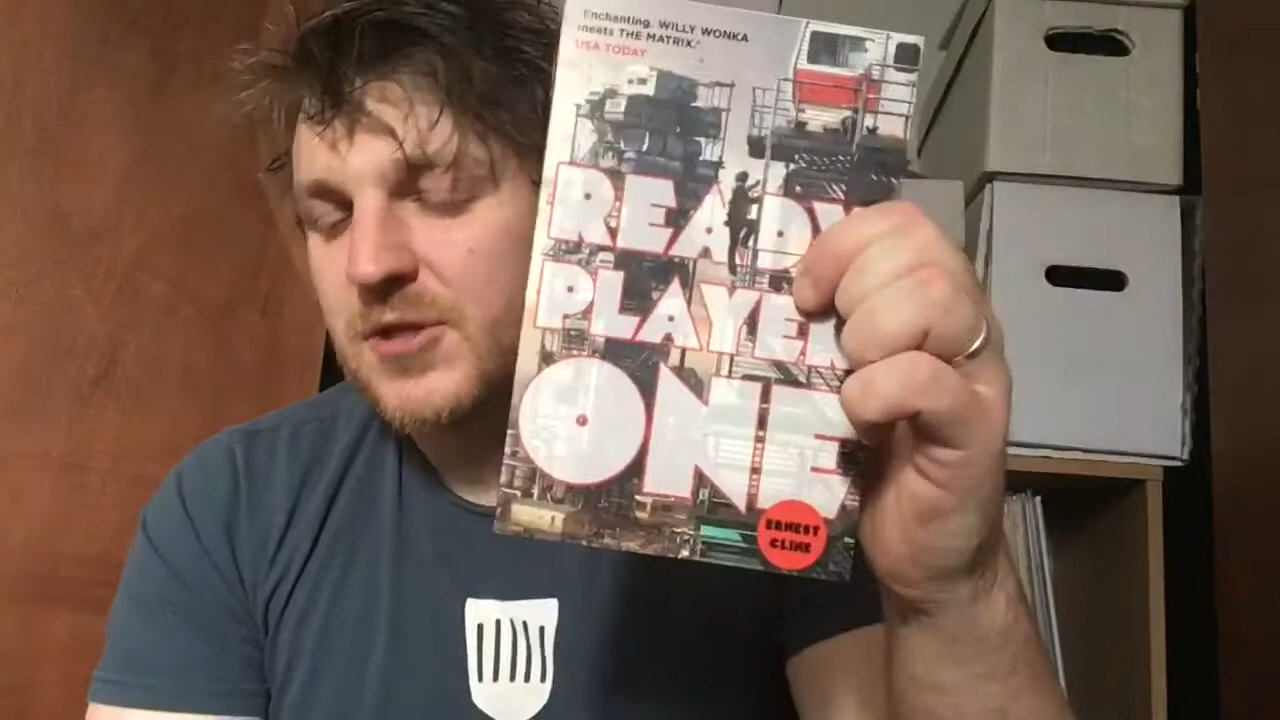 Enchanting. WILLY WONKA
meets THE MATRIX.'
USA TODAY
READY
PLAYER
ONE
ERNEST
CLINE